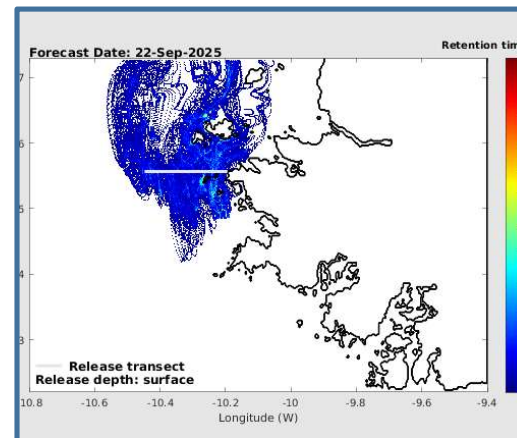 Forecast Date: 22-Sep-2025
Retention tim
7
6
5
4
3
Release transect
Release depth: surface
10.8
-10.6
-10.4
-10.2
-10
-9.8
-9.6
-9.4
Longitude (W)